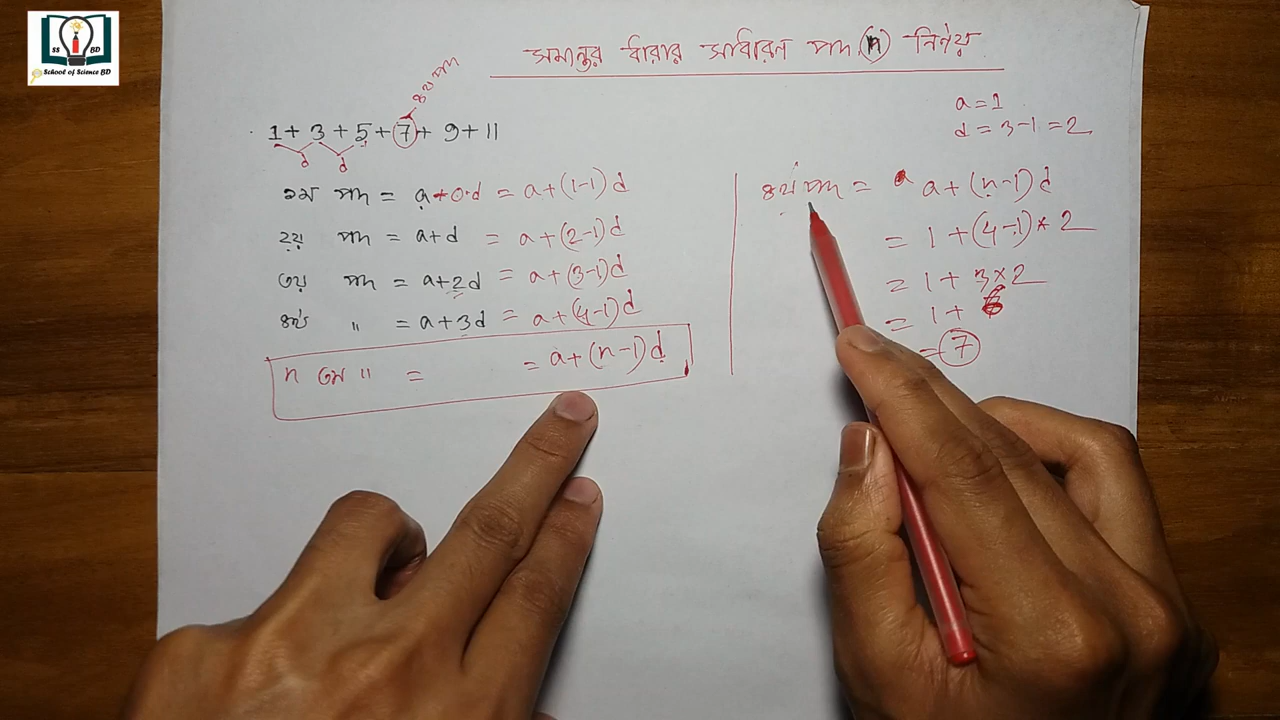 SS BD
School of Science BD
সমান্তর ধারার সাধারণ পদ (n) নির্ণয়
৪র্থ পদ
1 + 3 + 5 + 7 + 9 + 11
d d
১ম পদ = a+0·d = a+(1-1)d
২য় পদ = a+d = a+(2-1)d
৩য় পদ = a+2d = a+(3-1)d
৪র্থ " = a+3d = a+(4-1)d
n তম " = = a+(n-1)d
a = 1
d = 3-1 = 2
৪র্থ পদ = a+(n-1)d
= 1+(4-1)*2
= 1+3×2
= 1+6
= 7